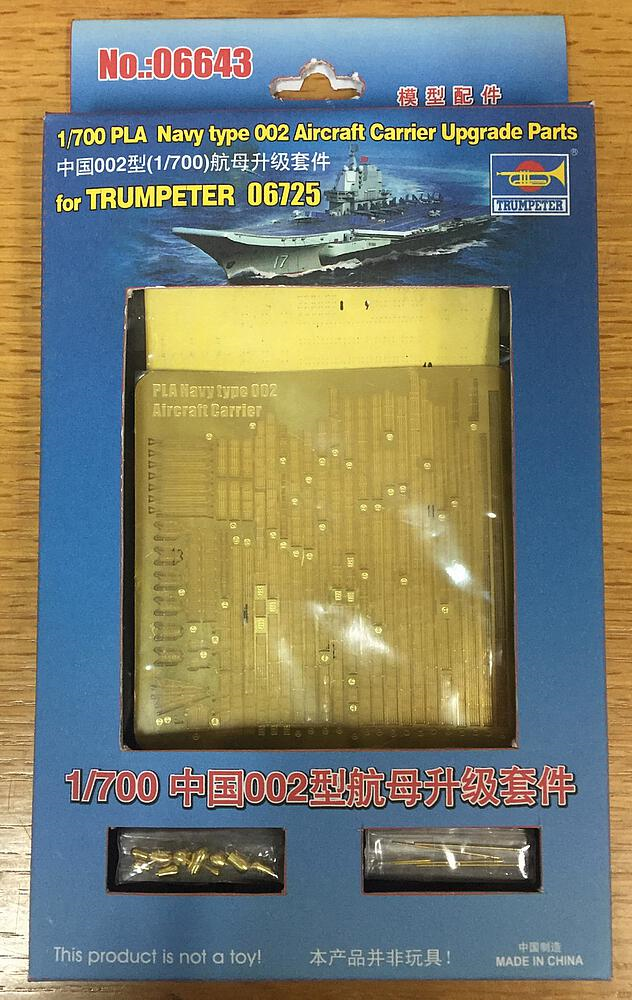 No.:06643
模型配件
1/700 PLA Navy type 002 Aircraft Carrier Upgrade Parts
中国002型(1/700)航母升级套件
for TRUMPETER 06725
®
TRUMPETER
17
PLA Navy type 002
Aircraft Carrier
1/700 中国002型航母升级套件
This product is not a toy!
本产品并非玩具!
中国制造
MADE IN CHINA